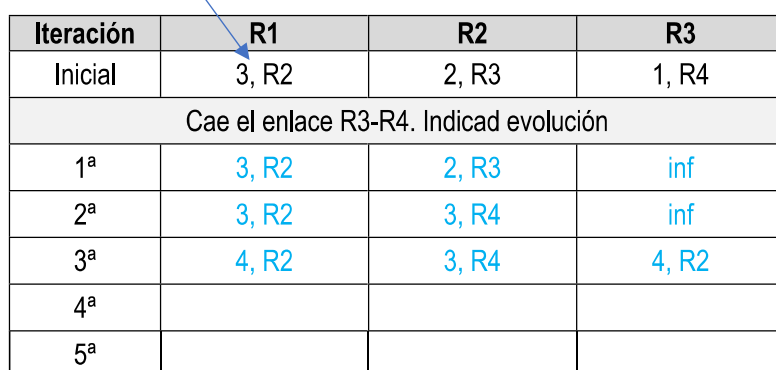 Iteración R1 R2 R3
Inicial 3, R2 2, R3 1, R4
Cae el enlace R3-R4. Indicad evolución
1ª 3, R2 2, R3 inf
2ª 3, R2 3, R4 inf
3ª 4, R2 3, R4 4, R2
4ª
5ª